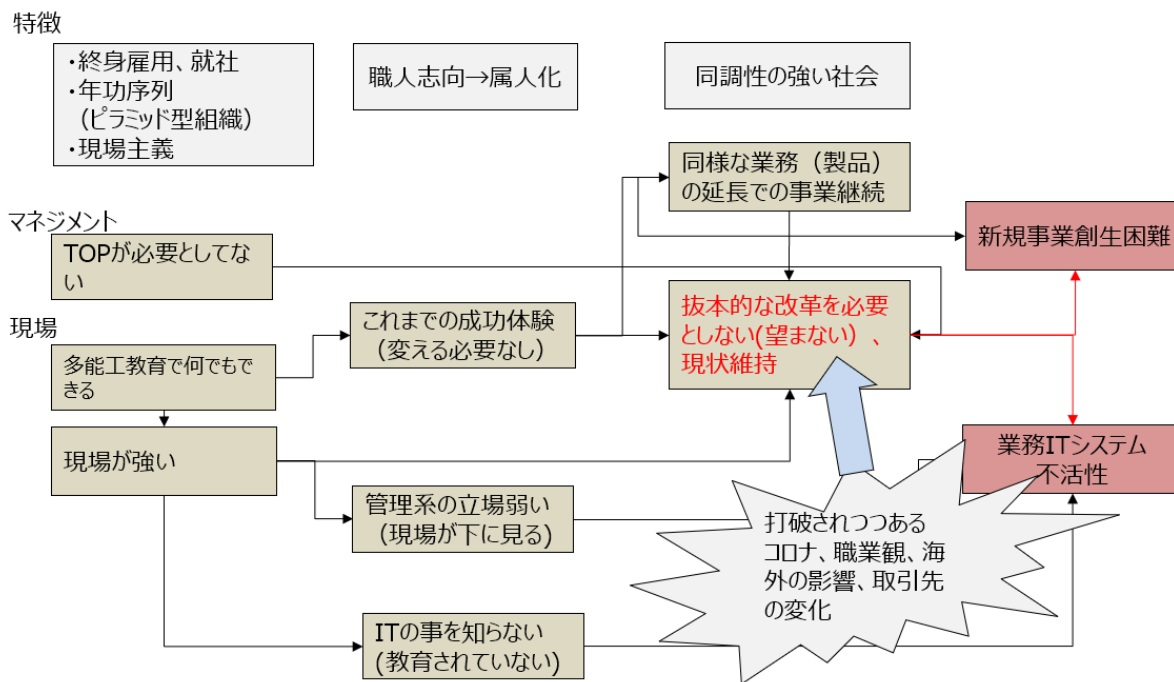 特徴
・終身雇用、就社
・年功序列
(ピラミッド型組織)
・現場主義
職人志向→属人化
同調性の強い社会
同様な業務（製品）
の延長での事業継続
マネジメント
TOPが必要としてな
い
新規事業創生困難
現場
これまでの成功体験
（変える必要なし）
抜本的な改革を必要
としない(望まない）、
現状維持
多能工教育で何でもで
きる
現場が強い
業務ITシステム
不活性
管理系の立場弱い
（現場が下に見る)
打破されつつある
コロナ、職業観、海
外の影響、取引先
の変化
ITの事を知らない
(教育されていない)